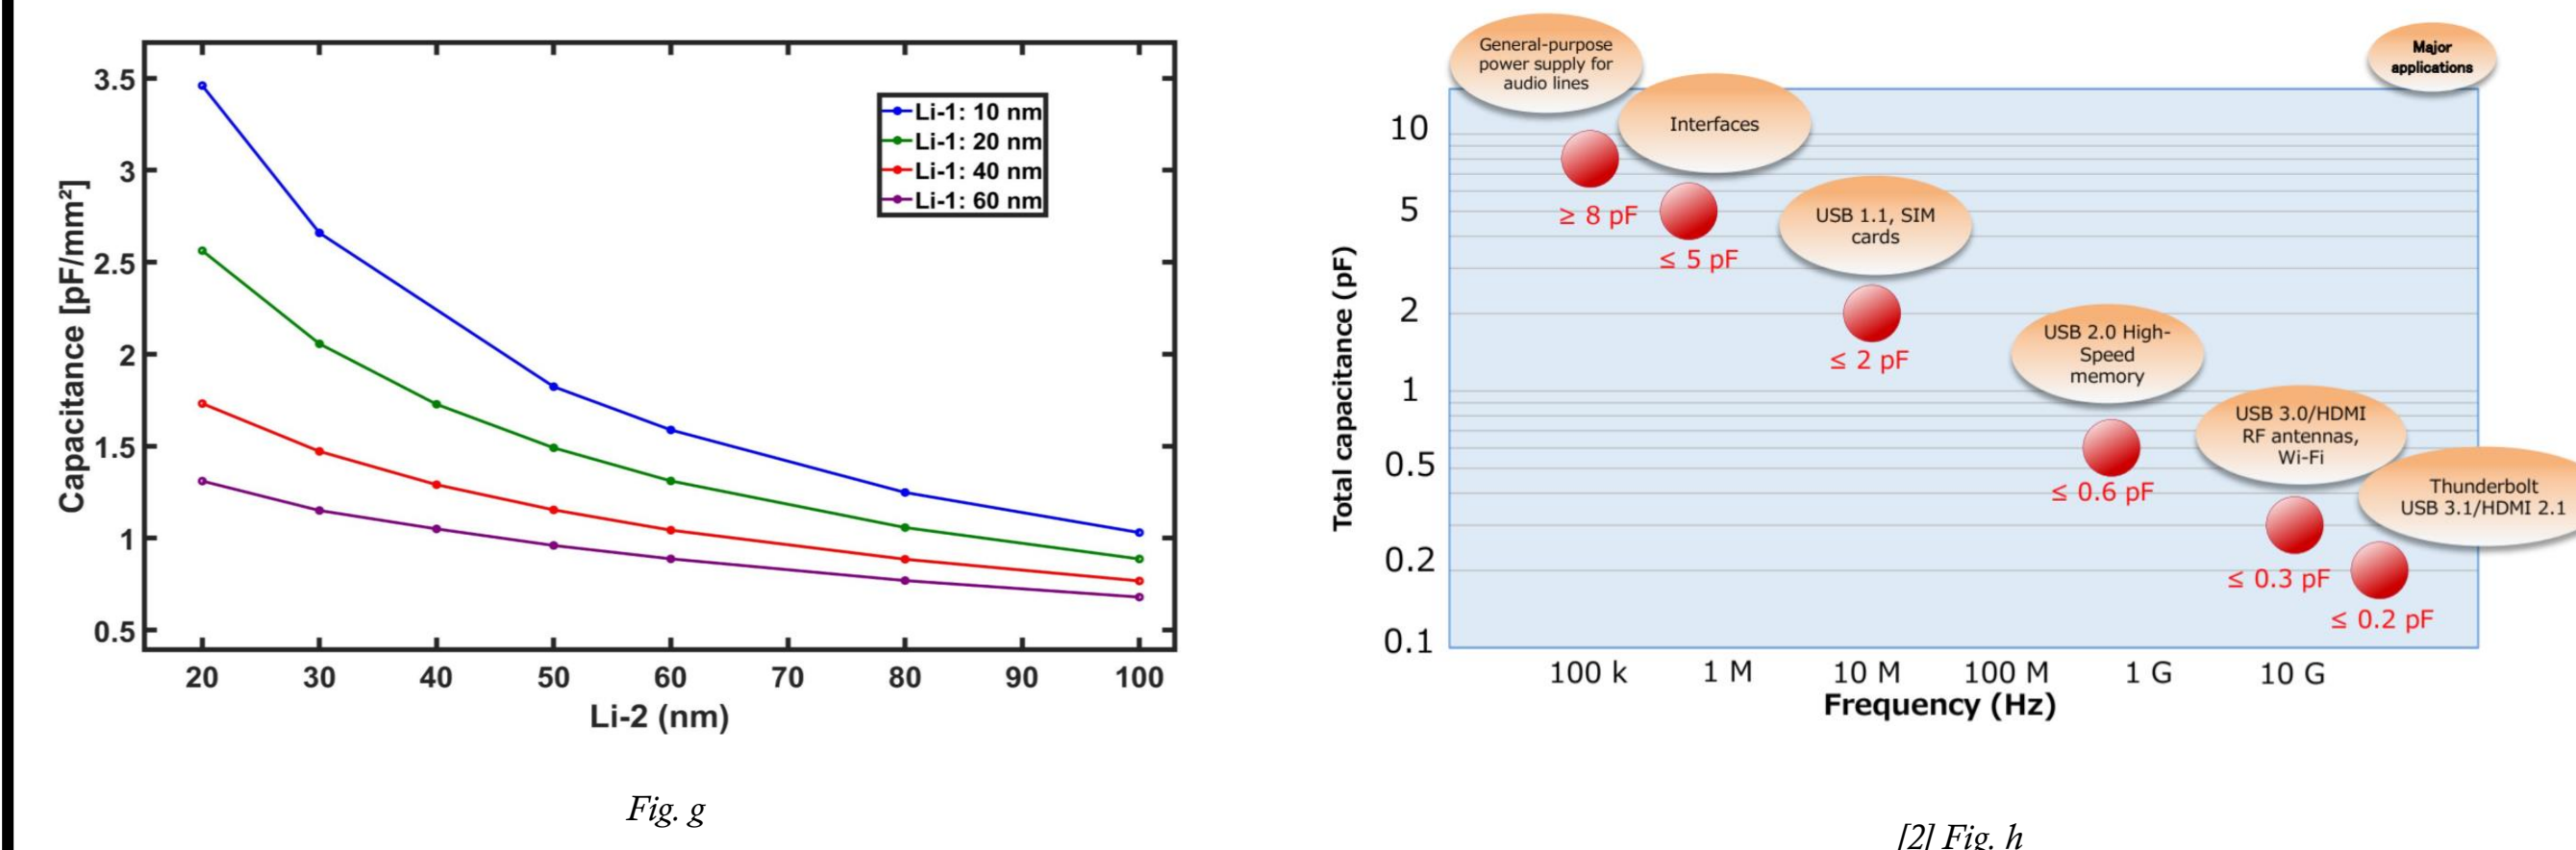 3.5
3
2.5
2
1.5
1
0.5
Capacitance [pF/mm²]
Li-1: 10 nm
Li-1: 20 nm
Li-1: 40 nm
Li-1: 60 nm
20 30 40 50 60 70 80 90 100
Li-2 (nm)
Fig. g
General-purpose
power supply for
audio lines
Interfaces
Major
applications
USB 1.1, SIM
cards
USB 2.0 High-
Speed
memory
USB 3.0/HDMI
RF antennas,
Wi-Fi
Thunderbolt
USB 3.1/HDMI 2.1
≥ 8 pF
≤ 5 pF
≤ 2 pF
≤ 0.6 pF
≤ 0.3 pF
≤ 0.2 pF
10
5
2
1
0.5
0.2
0.1
Total capacitance (pF)
100 k 1 M 10 M 100 M 1 G 10 G
Frequency (Hz)
[2] Fig. h